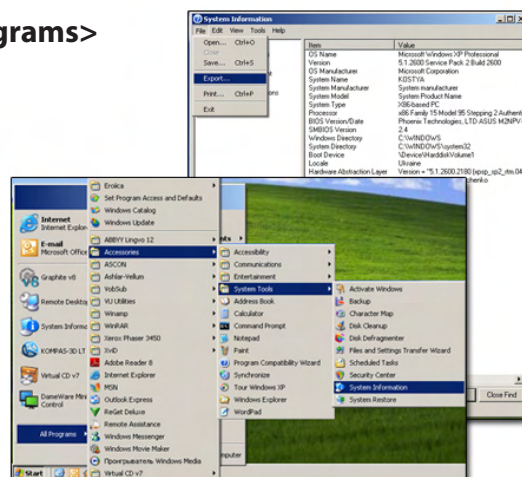 grams>
System Information
File Edit View Tools Help
Open... Ctrl+O
Close
Save... Ctrl+S
Export...
Print... Ctrl+P
Exit
Item Value
OS Name Microsoft Windows XP Professional
Version 5.1.2600 Service Pack 2 Build 2600
OS Manufacturer Microsoft Corporation
System Name KOSTYA
System Manufacturer System manufacturer
System Model System Product Name
System Type X86-based PC
Processor x86 Family 15 Model 95 Stepping 2 Authent
BIOS Version/Date Phoenix Technologies, LTD ASUS M2NPV-
SMBIOS Version 2.4
Windows Directory C:\WINDOWS
System Directory C:\WINDOWS\system32
Boot Device \Device\HarddiskVolume1
Locale Ukraine
Hardware Abstraction Layer Version = "5.1.2600.2180 (xpsp_sp2_rtm.04
Close Find
Internet
Internet Explor
E-mail
Microsoft Office
Graphite v8
Remote Deskto
System Informa
KOMPAS-3D LT
Virtual CD v7
DameWare Mini
Control
All Programs
Start
Eroica
Set Program Access and Defaults
Windows Catalog
Windows Update
ABBYY Lingvo 12
Accessories
ASCON
Ashlar-Vellum
VobSub
VU Utilities
Winamp
WinRAR
Xerox Phaser 3450
XviD
Adobe Reader 8
Internet Explorer
MSN
Outlook Express
ReGet Deluxe
Remote Assistance
Windows Messenger
Windows Movie Maker
Проигрыватель Windows Media
Virtual CD v7
Accessibility
Communications
Entertainment
System Tools
Address Book
Calculator
Command Prompt
Notepad
Paint
Program Compatibility Wizard
Synchronize
Tour Windows XP
Windows Explorer
WordPad
Activate Windows
Backup
Character Map
Disk Cleanup
Disk Defragmenter
Files and Settings Transfer Wizard
Scheduled Tasks
Security Center
System Information
System Restore